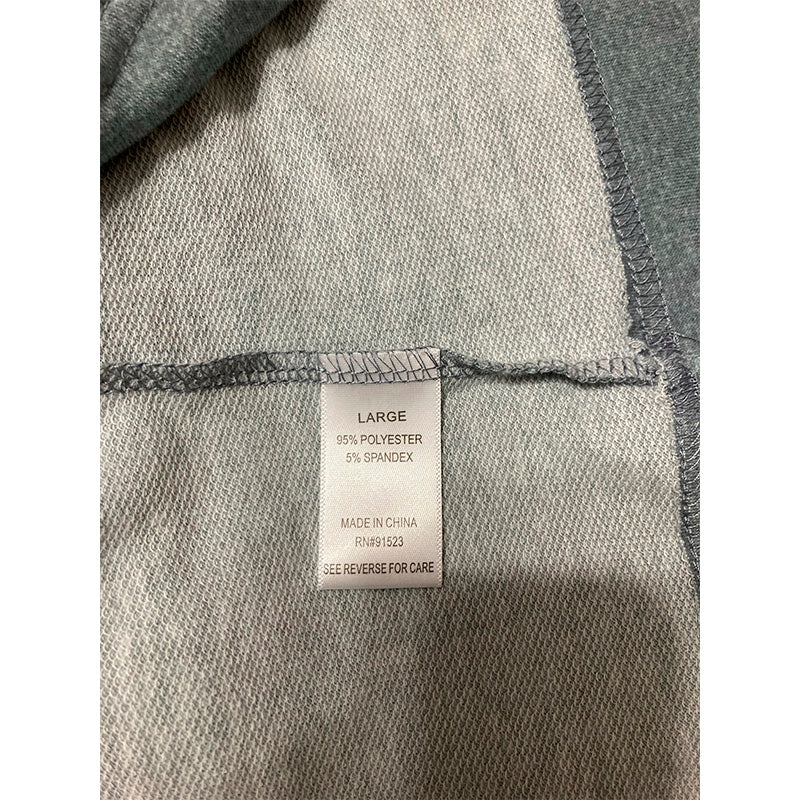 LARGE
95% POLYESTER
5% SPANDEX
MADE IN CHINA
RN#91523
SEE REVERSE FOR CARE